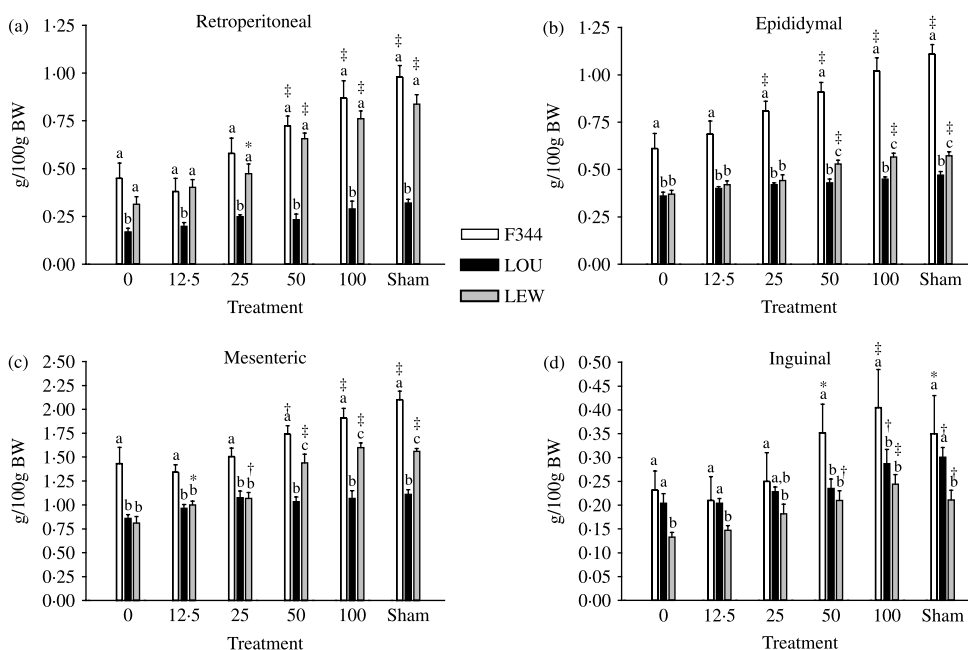 (a)
Retroperitoneal
g/100g BW
1·25
1·00
0·75
0·50
0·25
0·00
a b a
a b a
a b * a
‡ a b ‡ a
‡ a b ‡ a
‡ a b ‡ a
0 12·5 25 50 100 Sham
Treatment
(b)
Epididymal
g/100g BW
1·25
1·00
0·75
0·50
0·25
0·00
a b b
a b b
‡ a b b
‡ a b ‡ c
‡ a b ‡ c
‡ a b ‡ c
0 12·5 25 50 100 Sham
Treatment
F344
LOU
LEW
(c)
Mesenteric
g/100g BW
2·50
2·25
2·00
1·75
1·50
1·25
1·00
0·75
0·50
0·25
0·00
a b b
a b * b
a b † b
† a b ‡ c
‡ a b ‡ c
‡ a b ‡ c
0 12·5 25 50 100 Sham
Treatment
(d)
Inguinal
g/100g BW
0·50
0·45
0·40
0·35
0·30
0·25
0·20
0·15
0·10
0·05
0·00
a a b
a a b
a a,b b
* a b † b
‡ a † b ‡ b
* a ‡ a ‡ b
0 12·5 25 50 100 Sham
Treatment